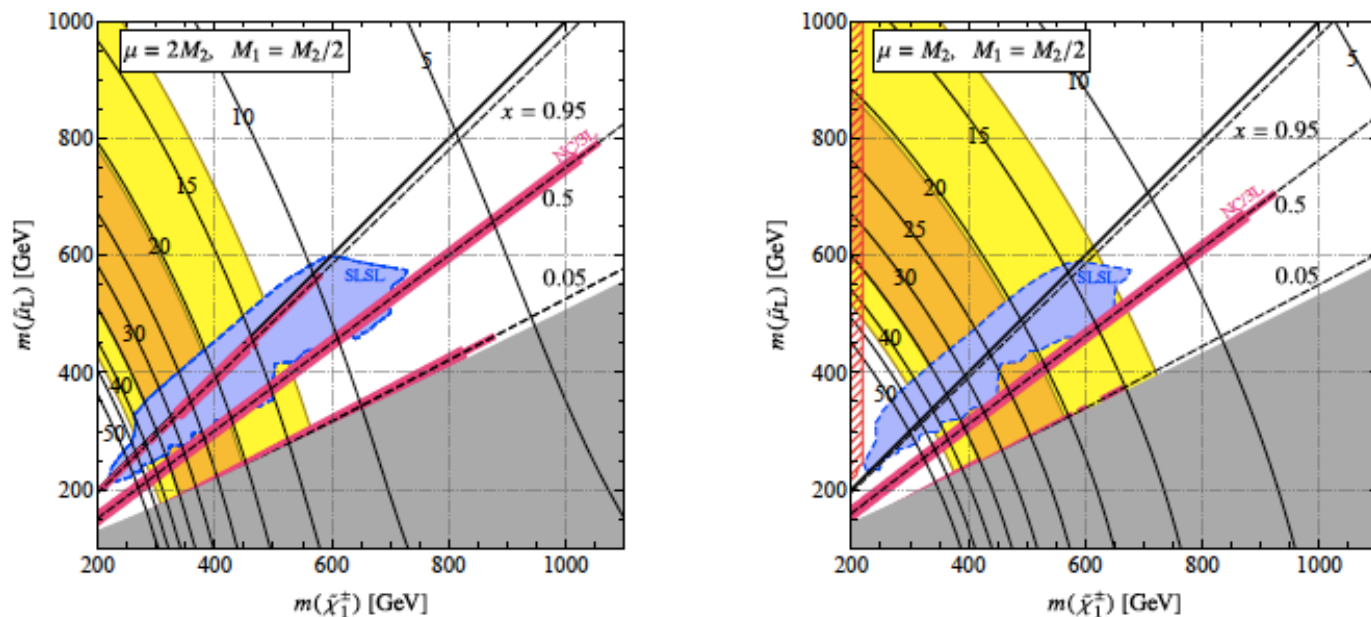 μ = 2M₂, M₁ = M₂/2
5
10
x = 0.95
NC/3L
0.5
15
20
SLSL
0.05
30
30
40
50
1000
800
600
400
200
m(μ̃_L) [GeV]
200 400 600 800 1000
m(χ̃₁^±) [GeV]
μ = M₂, M₁ = M₂/2
5
10
x = 0.95
15
NC/3L
0.5
20
25
SLSL
0.05
30
40
50
1000
800
600
400
200
m(μ̃_L) [GeV]
200 400 600 800 1000
m(χ̃₁^±) [GeV]